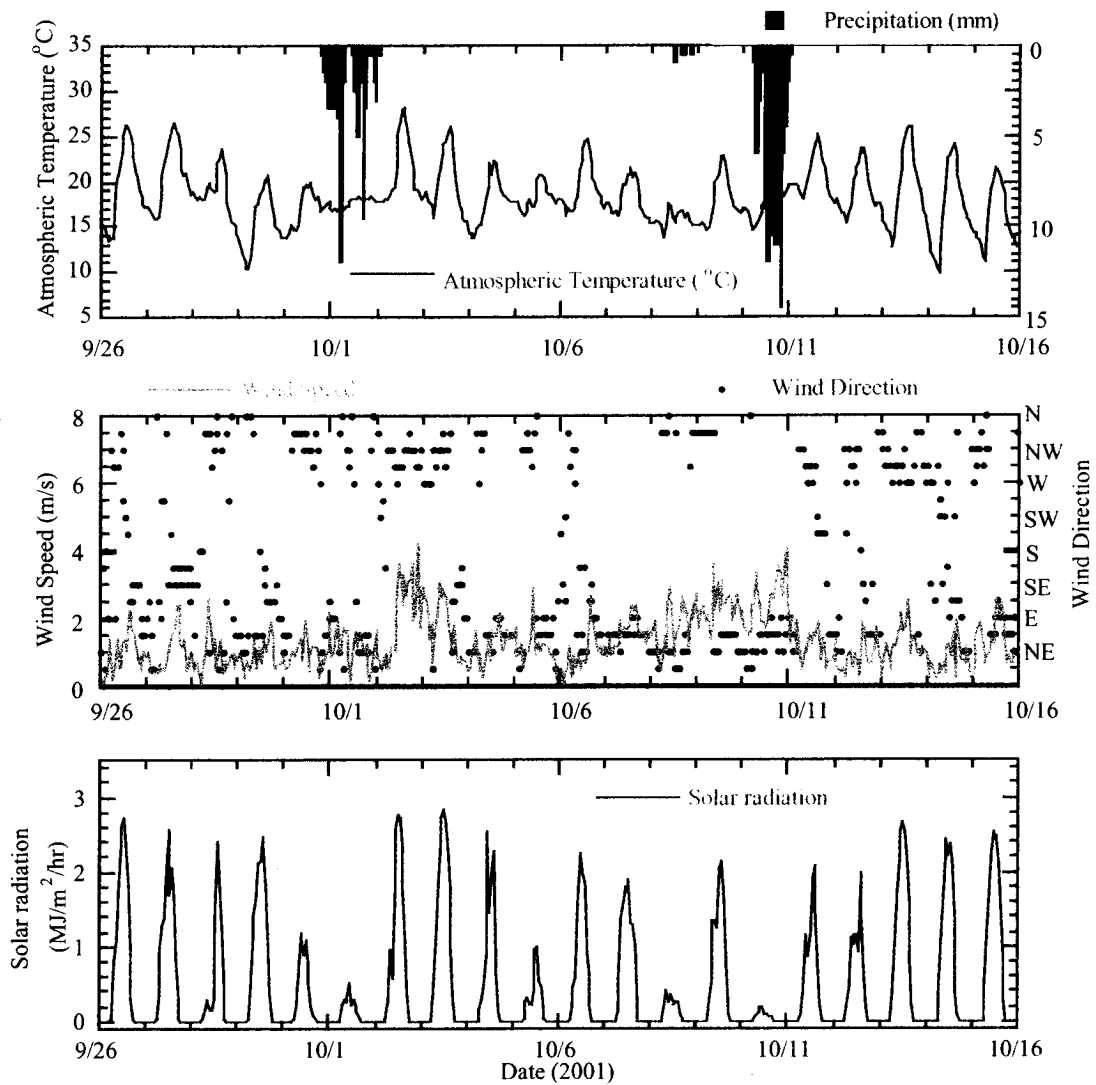 Precipitation (mm)
Atmospheric Temperature (°C)
35
30
25
20
15
10
5
0
5
10
15
Atmospheric Temperature (°C)
9/26
10/1
10/6
10/11
10/16
Wind Speed
Wind Direction
Wind Speed (m/s)
8
6
4
2
0
N
NW
W
SW
S
SE
E
NE
Wind Direction
9/26
10/1
10/6
10/11
10/16
Solar radiation
Solar radiation
(MJ/m²/hr)
3
2
1
0
9/26
10/1
10/6
10/11
10/16
Date (2001)